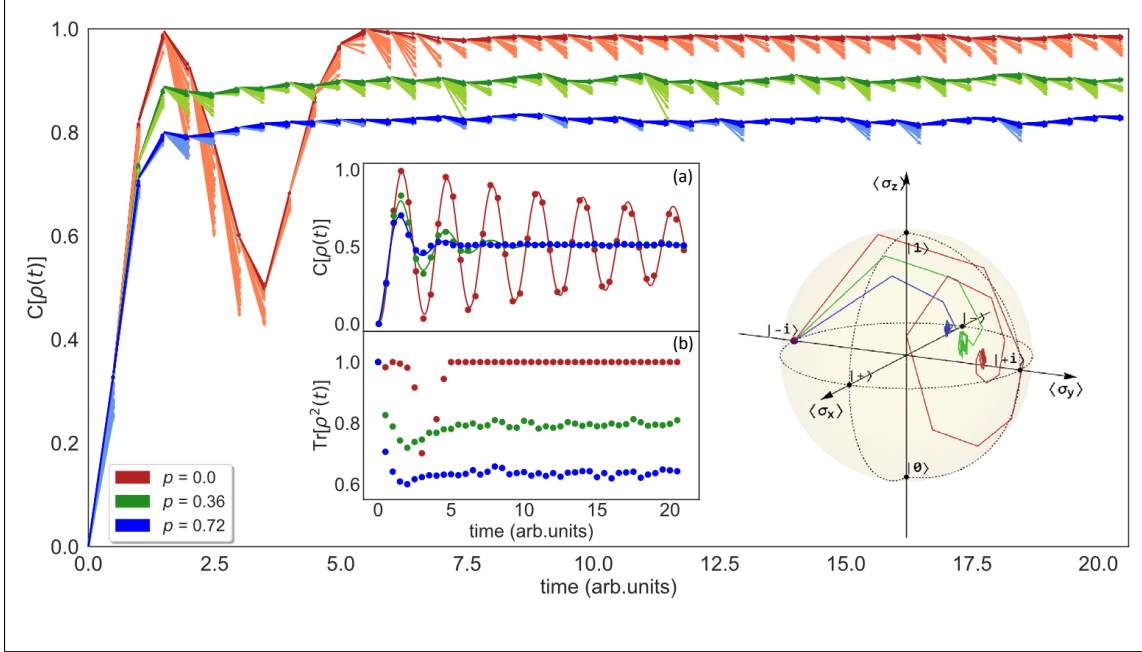 1.0
0.8
0.6
0.4
0.2
0.0
C[ρ(t)]
0.0 2.5 5.0 7.5 10.0 12.5 15.0 17.5 20.0
time (arb.units)
p = 0.0
p = 0.36
p = 0.72
(a)
1.0
0.5
0.0
C[ρ(t)]
(b)
1.0
0.8
0.6
Tr[ρ²(t)]
0 5 10 15 20
time (arb.units)
⟨σz⟩
|1⟩
|-i⟩
|-⟩
|+i⟩
|+⟩
⟨σy⟩
⟨σx⟩
|0⟩